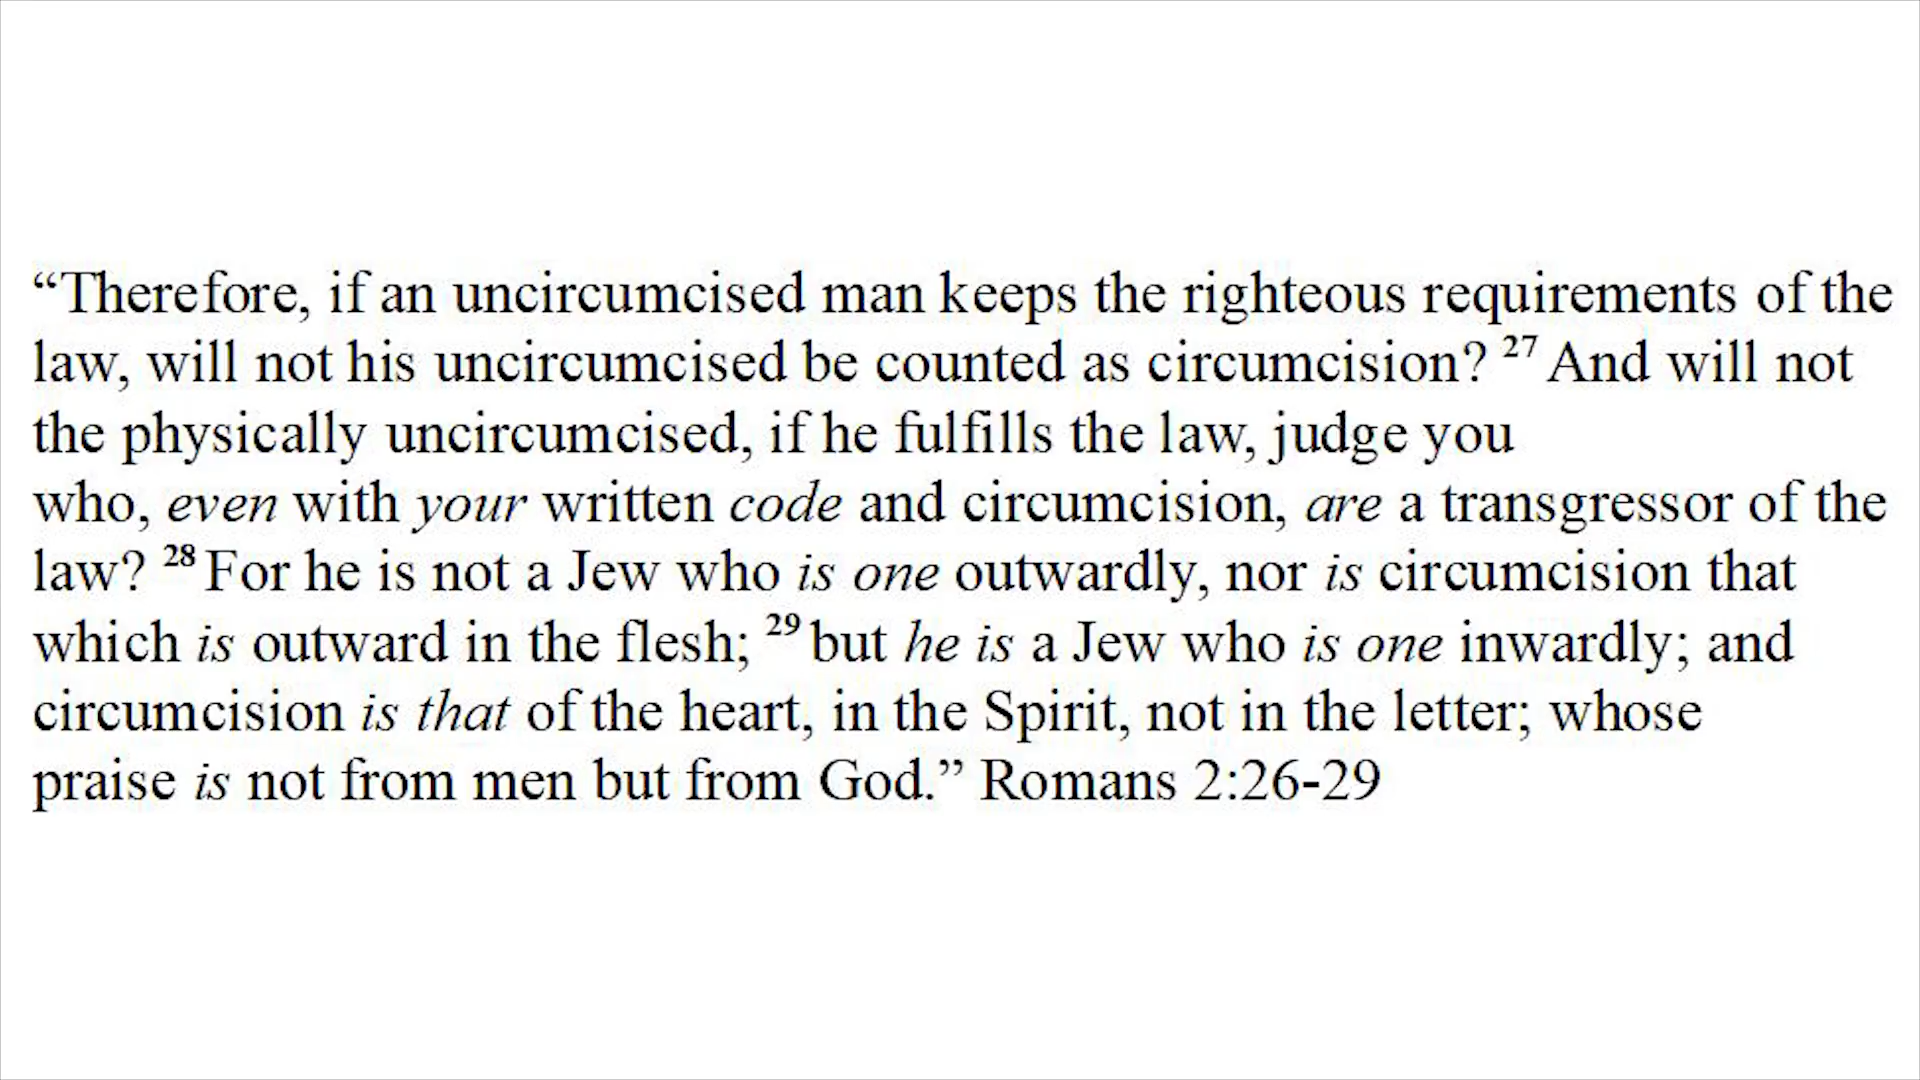 “Therefore, if an uncircumcised man keeps the righteous requirements of the
law, will not his uncircumcised be counted as circumcision? 27 And will not
the physically uncircumcised, if he fulfills the law, judge you
who, even with your written code and circumcision, are a transgressor of the
law? 28 For he is not a Jew who is one outwardly, nor is circumcision that
which is outward in the flesh; 29 but he is a Jew who is one inwardly; and
circumcision is that of the heart, in the Spirit, not in the letter; whose
praise is not from men but from God.” Romans 2:26-29